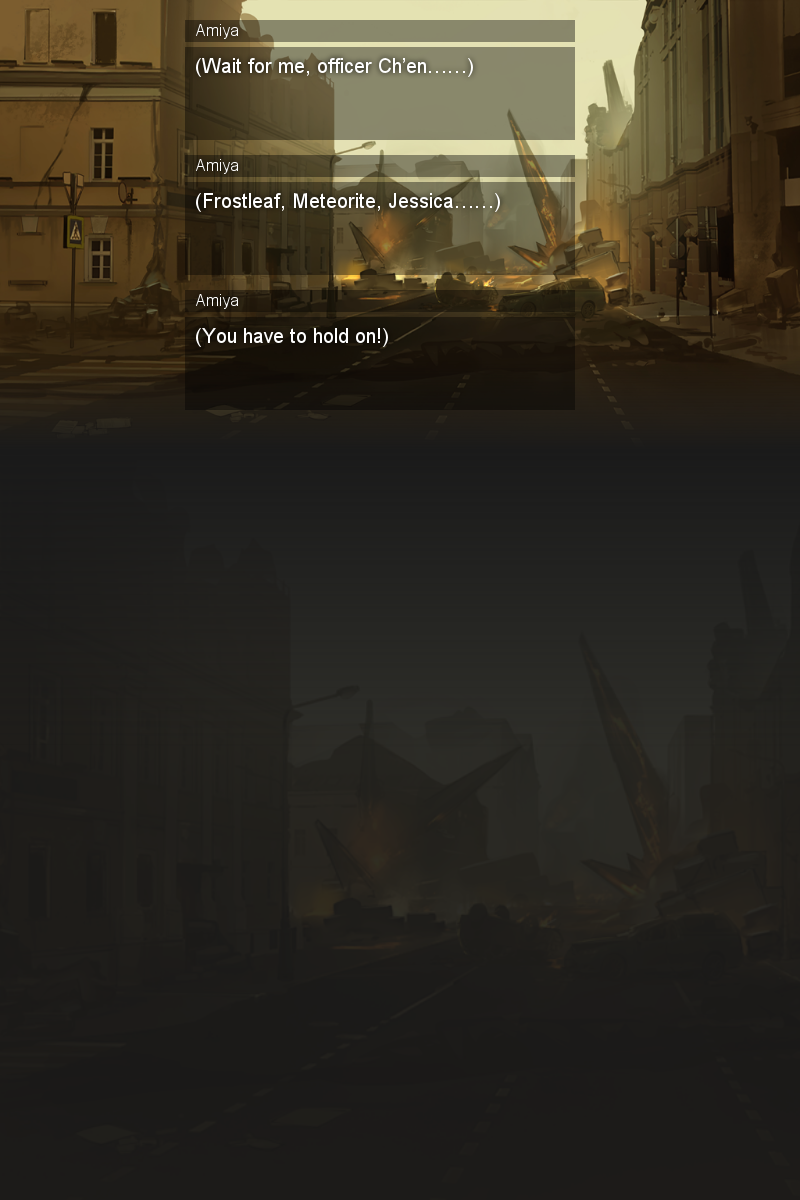 Amiya
(Wait for me, officer Ch’en……)
Amiya
(Frostleaf, Meteorite, Jessica……)
Amiya
(You have to hold on!)